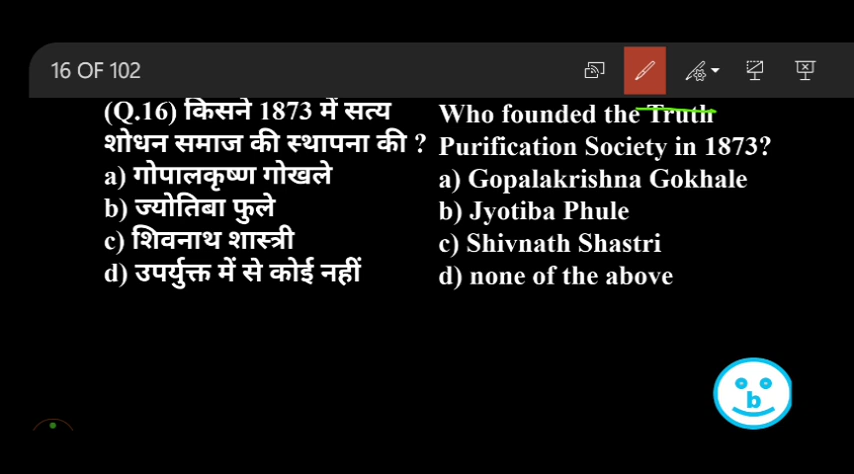 16 OF 102
(Q.16) किसने 1873 में सत्य
शोधन समाज की स्थापना की ?
a) गोपालकृष्ण गोखले
b) ज्योतिबा फुले
c) शिवनाथ शास्त्री
d) उपर्युक्त में से कोई नहीं
Who founded the Truth
Purification Society in 1873?
a) Gopalakrishna Gokhale
b) Jyotiba Phule
c) Shivnath Shastri
d) none of the above
b